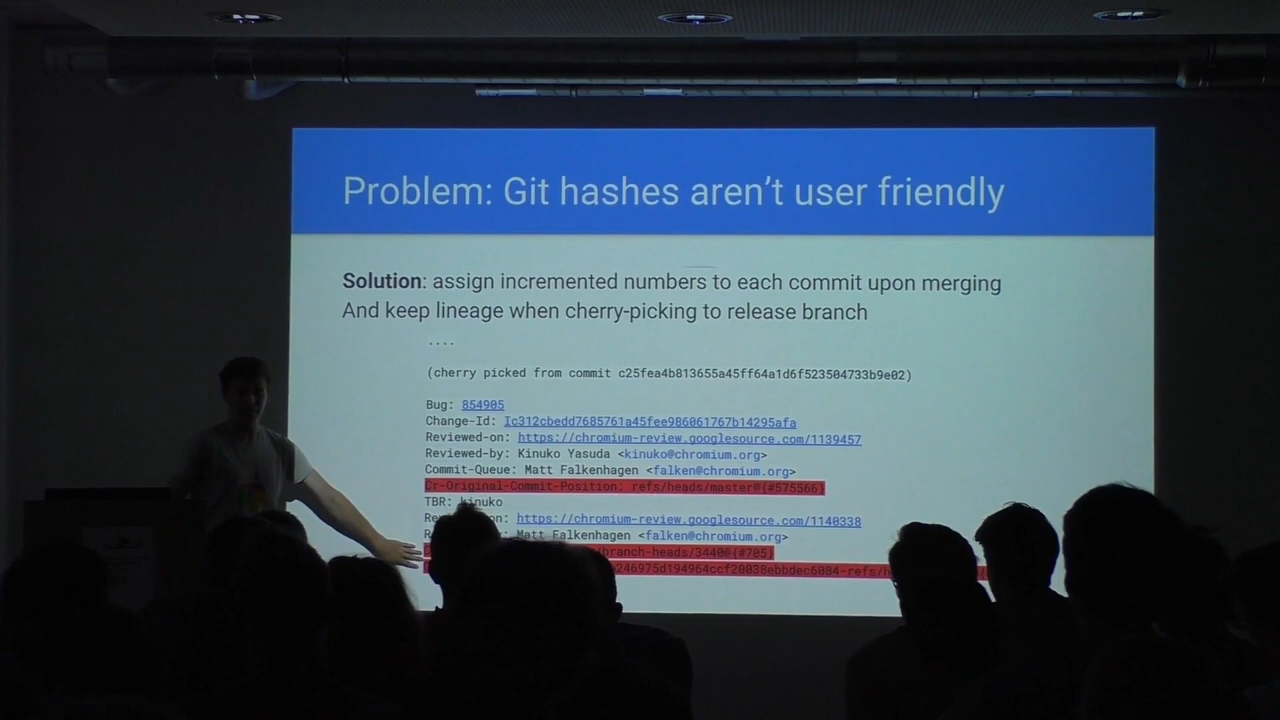 Problem: Git hashes aren't user friendly
Solution: assign incremented numbers to each commit upon merging
And keep lineage when cherry-picking to release branch
....
(cherry picked from commit c25fea4b813655a45ff64a1d6f523504733b9e02)
Bug: 854905
Change-Id: Ic312cbedd7685761a45fee986061767b14295afa
Reviewed-on: https://chromium-review.googlesource.com/1139457
Reviewed-by: Kinuko Yasuda <kinuko@chromium.org>
Commit-Queue: Matt Falkenhagen <falken@chromium.org>
Cr-Original-Commit-Position: refs/heads/master@{#575566}
TBR: kinuko
https://chromium-review.googlesource.com/1140338
Matt Falkenhagen <falken@chromium.org>
/branch-heads/3440@{#705}
246975d194964ccf20038ebbdec6084-refs/h